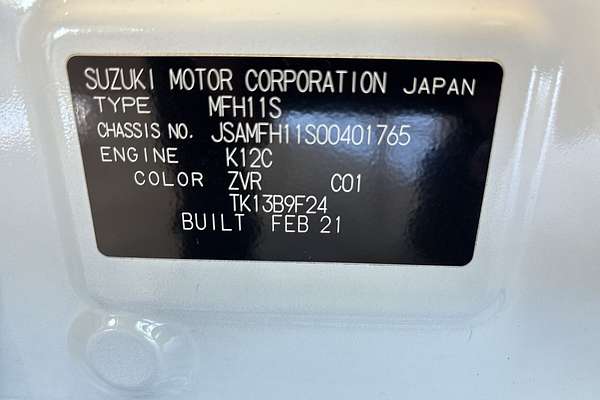 SUZUKI MOTOR CORPORATION JAPAN
TYPE MFH11S
CHASSIS NO. JSAMFH11S00401765
ENGINE K12C
COLOR ZVR C01
TK13B9F24
BUILT FEB 21